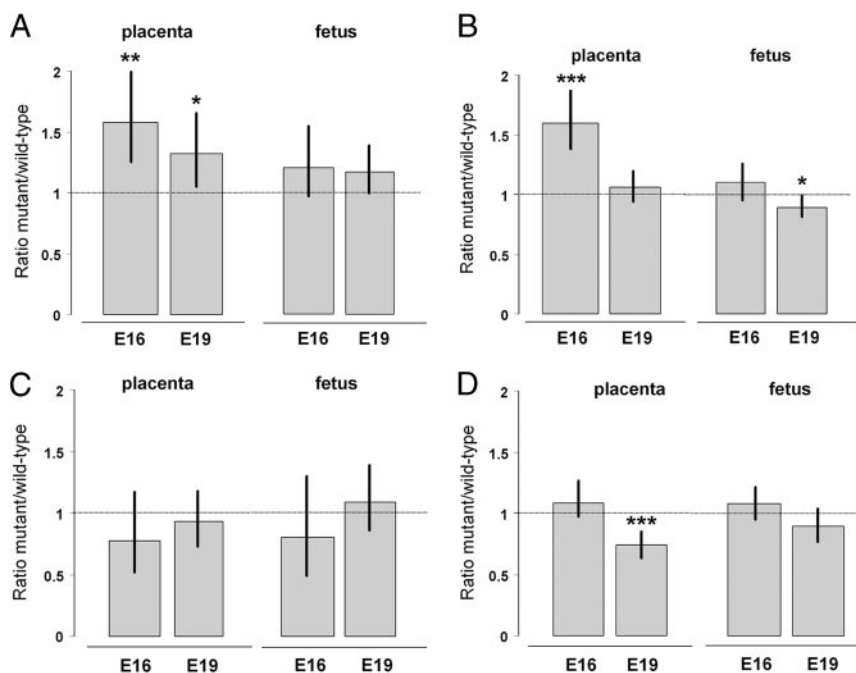 A
placenta fetus
Ratio mutant/wild-type
2
1.5
1
0.5
0
**
*
E16 E19 E16 E19
B
placenta fetus
Ratio mutant/wild-type
2
1.5
1
0.5
0
***
*
E16 E19 E16 E19
C
placenta fetus
Ratio mutant/wild-type
2
1.5
1
0.5
0
E16 E19 E16 E19
D
placenta fetus
Ratio mutant/wild-type
2
1.5
1
0.5
0
***
E16 E19 E16 E19